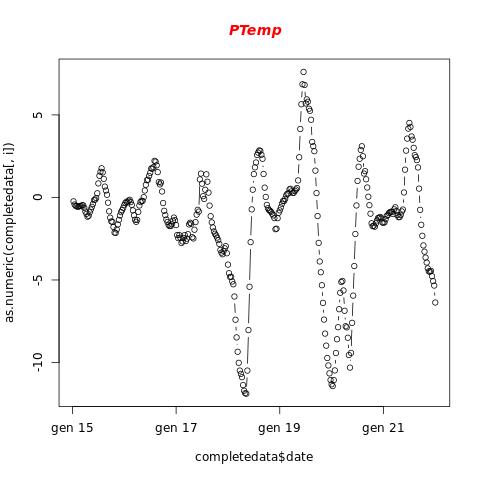 PTemp
as.numeric(completedata[, i])
5
0
-5
-10
gen 15
gen 17
gen 19
gen 21
completedata$date